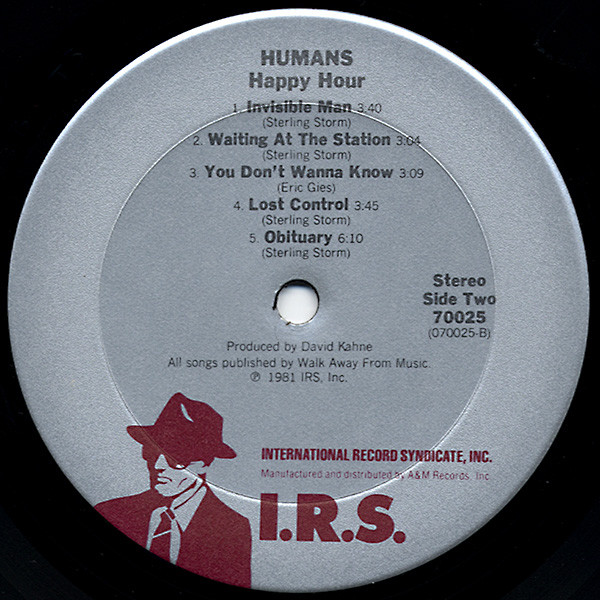 HUMANS
Happy Hour
1. Invisible Man 3:40
(Sterling Storm)
2. Waiting At The Station 3:04
(Sterling Storm)
3. You Don't Wanna Know 3:09
(Eric Gies)
4. Lost Control 3:45
(Sterling Storm)
5. Obituary 6:10
(Sterling Storm)
Stereo
Side Two
70025
(070025-B)
Produced by David Kahne
All songs published by Walk Away From Music.
℗ 1981 IRS, Inc.
INTERNATIONAL RECORD SYNDICATE, INC.
Manufactured and distributed by A&M Records, Inc.
I.R.S.